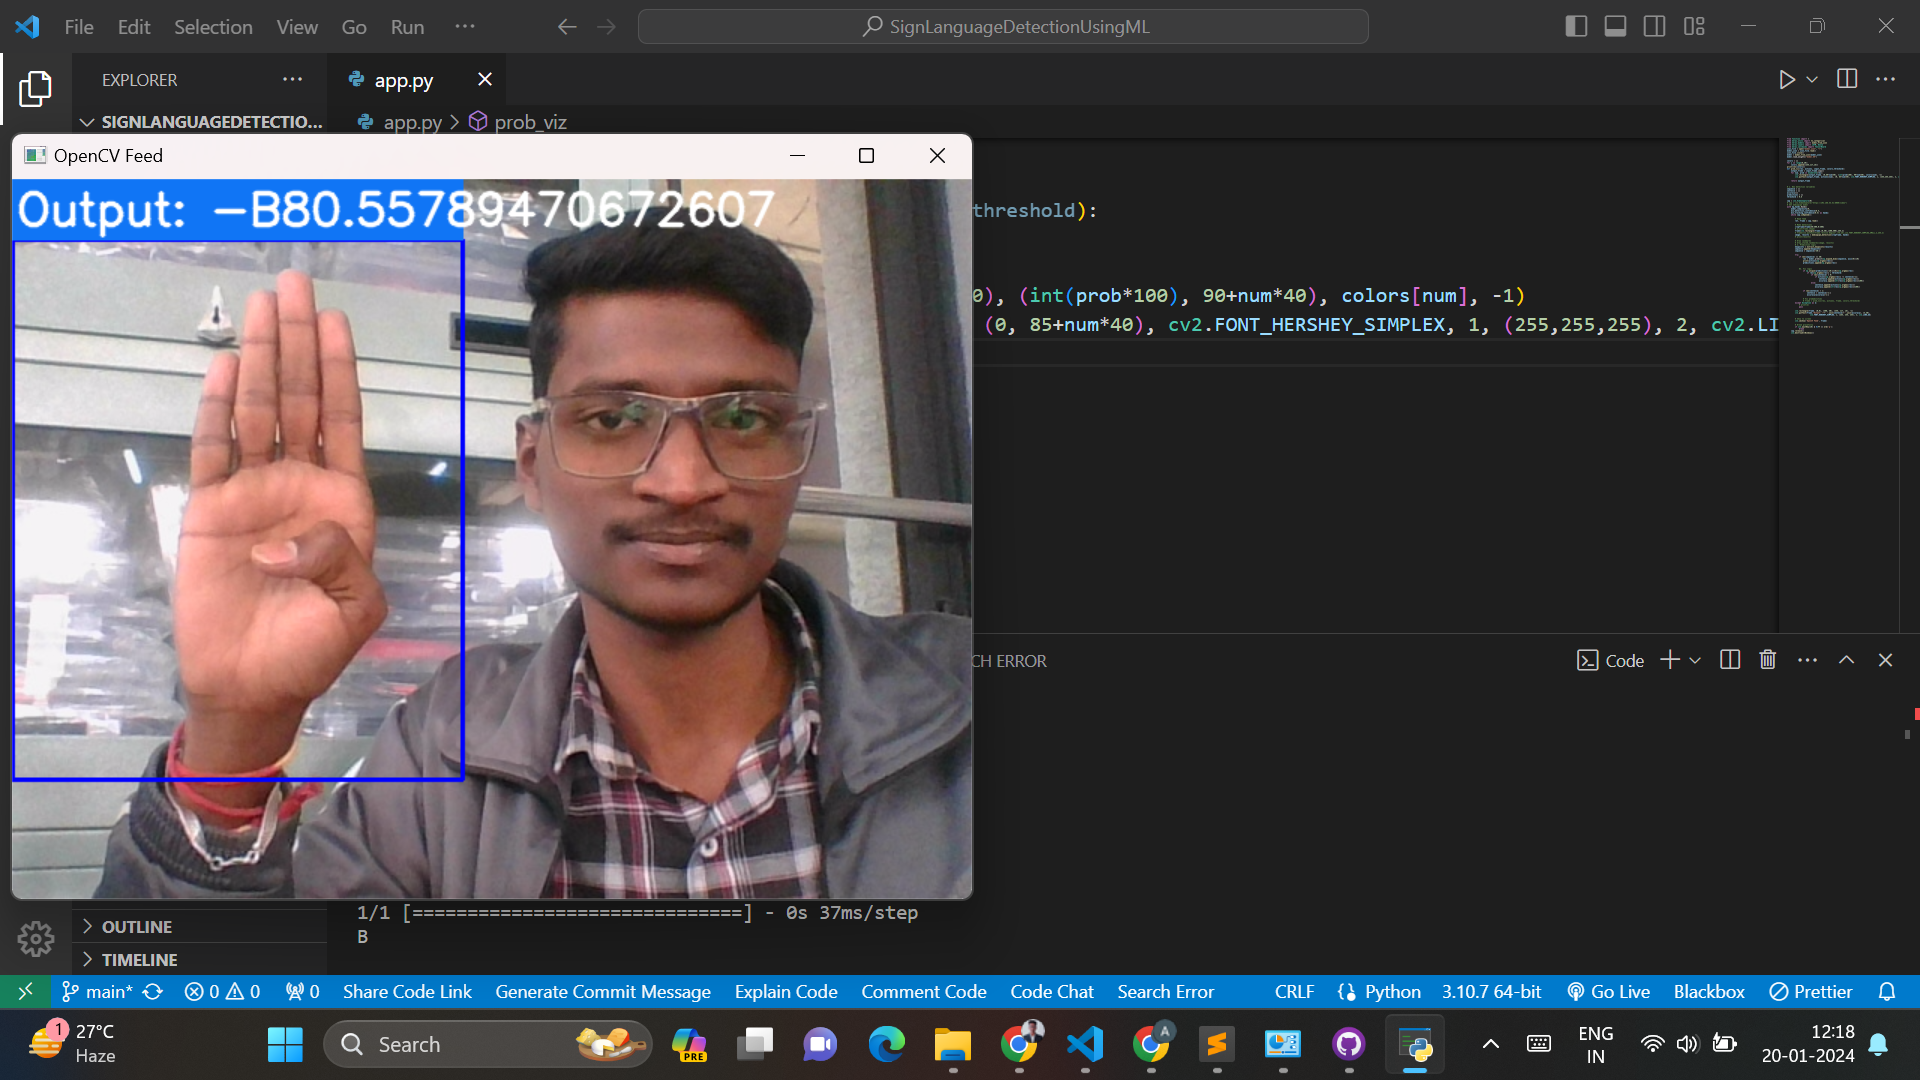 File Edit Selection View Go Run ...
SignLanguageDetectionUsingML
EXPLORER ...
app.py
SIGNLANGUAGEDETECTIO...
app.py > prob_viz
OpenCV Feed
Output: -B80.55789470672607
threshold):
0), (int(prob*100), 90+num*40), colors[num], -1)
(0, 85+num*40), cv2.FONT_HERSHEY_SIMPLEX, 1, (255,255,255), 2, cv2.LI
CH ERROR
Code
1/1 [==============================] - 0s 37ms/step
B
OUTLINE
TIMELINE
main* 0 0 0 Share Code Link Generate Commit Message Explain Code Comment Code Code Chat Search Error CRLF Python 3.10.7 64-bit Go Live Blackbox Prettier
1
27°C
Haze
Search
PRE
A
ENG
IN
12:18
20-01-2024